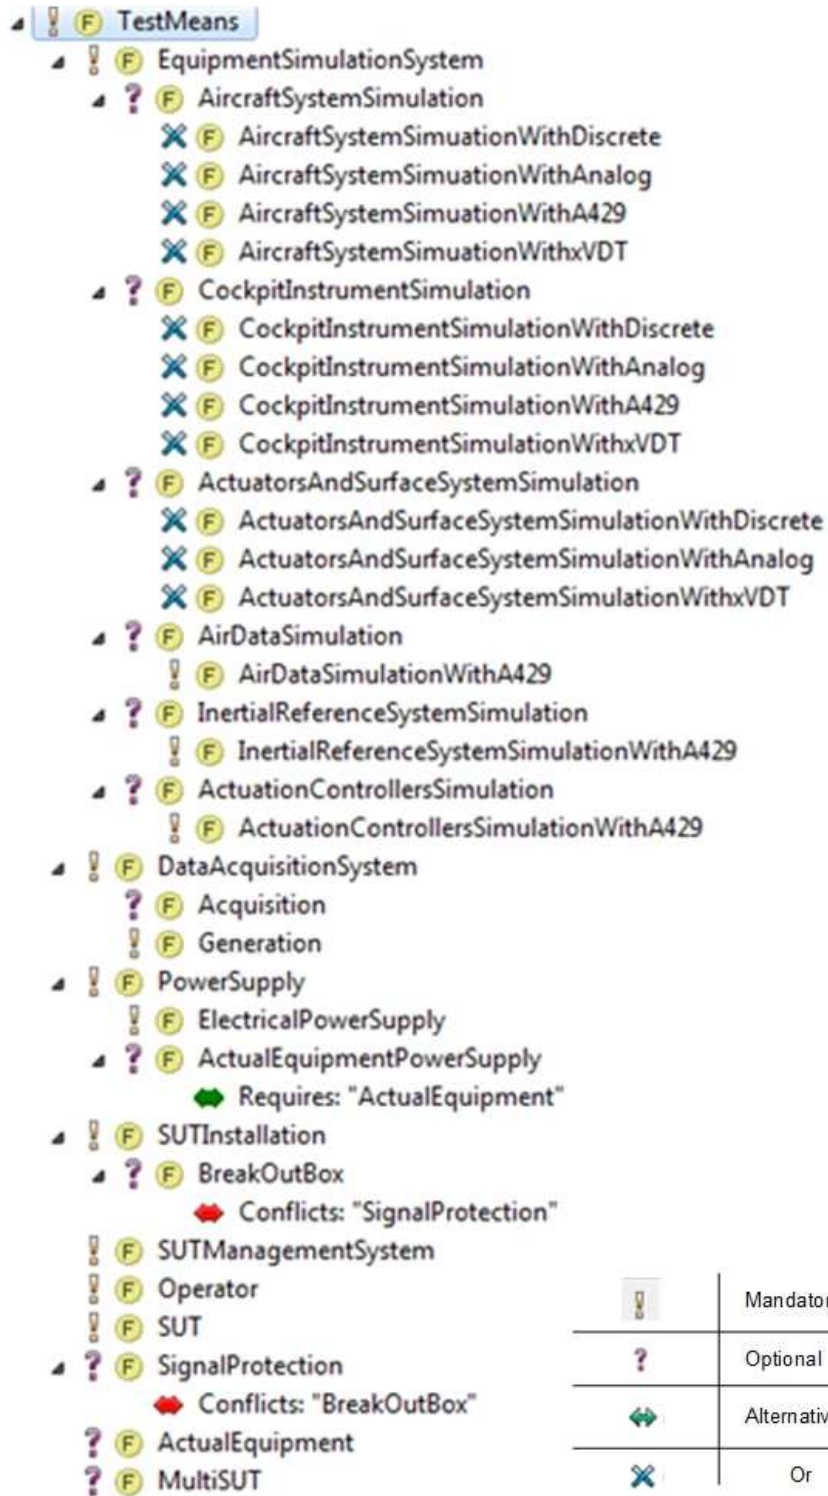 F TestMeans
F EquipmentSimulationSystem
F AircraftSystemSimulation
F AircraftSystemSimuationWithDiscrete
F AircraftSystemSimuationWithAnalog
F AircraftSystemSimuationWithA429
F AircraftSystemSimuationWithxVDT
F CockpitInstrumentSimulation
F CockpitInstrumentSimulationWithDiscrete
F CockpitInstrumentSimulationWithAnalog
F CockpitInstrumentSimulationWithA429
F CockpitInstrumentSimulationWithxVDT
F ActuatorsAndSurfaceSystemSimulation
F ActuatorsAndSurfaceSystemSimulationWithDiscrete
F ActuatorsAndSurfaceSystemSimulationWithAnalog
F ActuatorsAndSurfaceSystemSimulationWithxVDT
F AirDataSimulation
F AirDataSimulationWithA429
F InertialReferenceSystemSimulation
F InertialReferenceSystemSimulationWithA429
F ActuationControllersSimulation
F ActuationControllersSimulationWithA429
F DataAcquisitionSystem
F Acquisition
F Generation
F PowerSupply
F ElectricalPowerSupply
F ActualEquipmentPowerSupply
Requires: "ActualEquipment"
F SUTInstallation
F BreakOutBox
Conflicts: "SignalProtection"
F SUTManagementSystem
F Operator
F SUT
F SignalProtection
Conflicts: "BreakOutBox"
F ActualEquipment
F MultiSUT
! Mandator
? Optional
Alternativ
Or